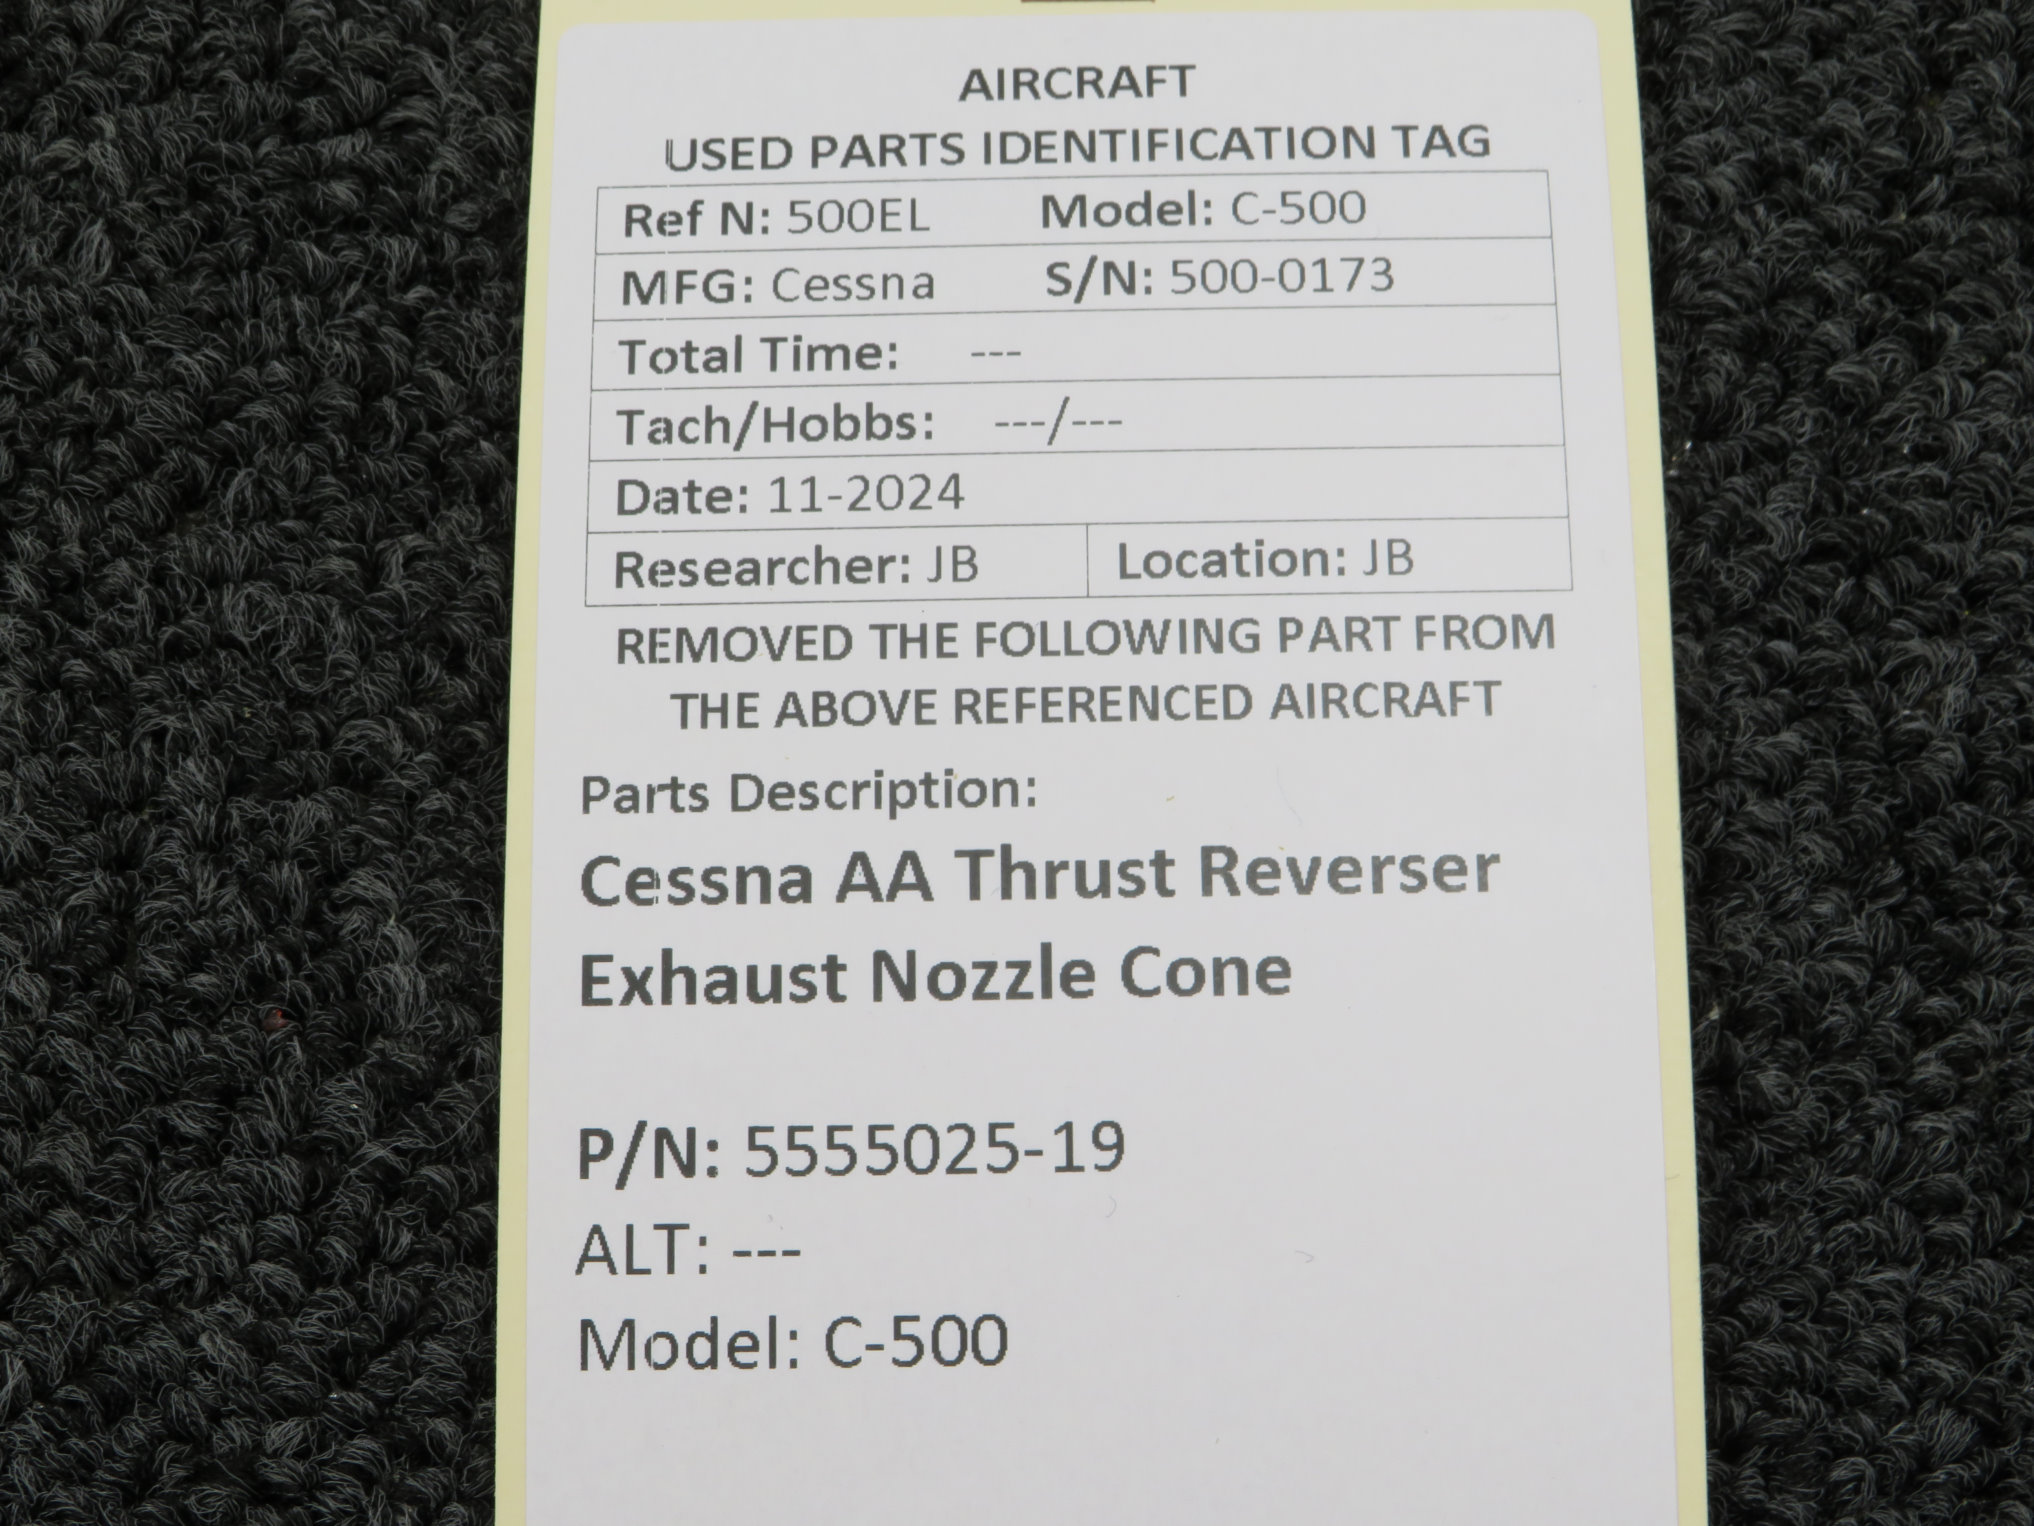 AIRCRAFT
USED PARTS IDENTIFICATION TAG
Ref N: 500EL Model: C-500
MFG: Cessna S/N: 500-0173
Total Time: ---
Tach/Hobbs: ---/---
Date: 11-2024
Researcher: JB Location: JB
REMOVED THE FOLLOWING PART FROM
THE ABOVE REFERENCED AIRCRAFT
Parts Description:
Cessna AA Thrust Reverser
Exhaust Nozzle Cone
P/N: 5555025-19
ALT: ---
Model: C-500